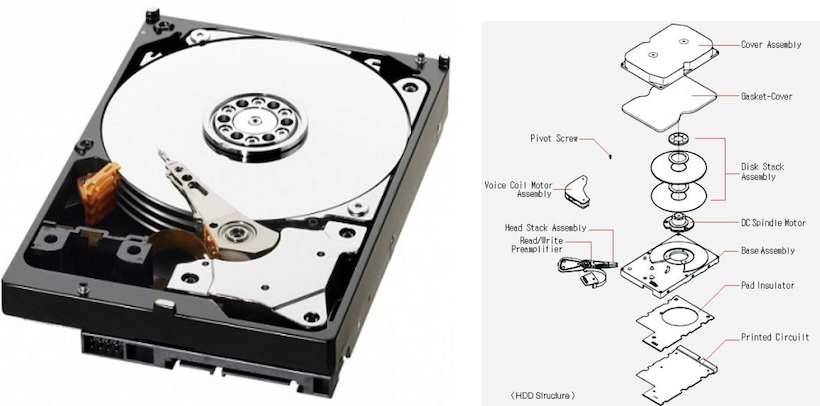 Cover Assembly
Gasket-Cover
Pivot Screw
Disk Stack
Assembly
Voice Coil Motor
Assembly
DC Spindle Motor
Head Stack Assembly
Read/Write
Preamplifier
Base Assembly
Pad Insulator
Printed Circuilt
〈HDD Structure〉